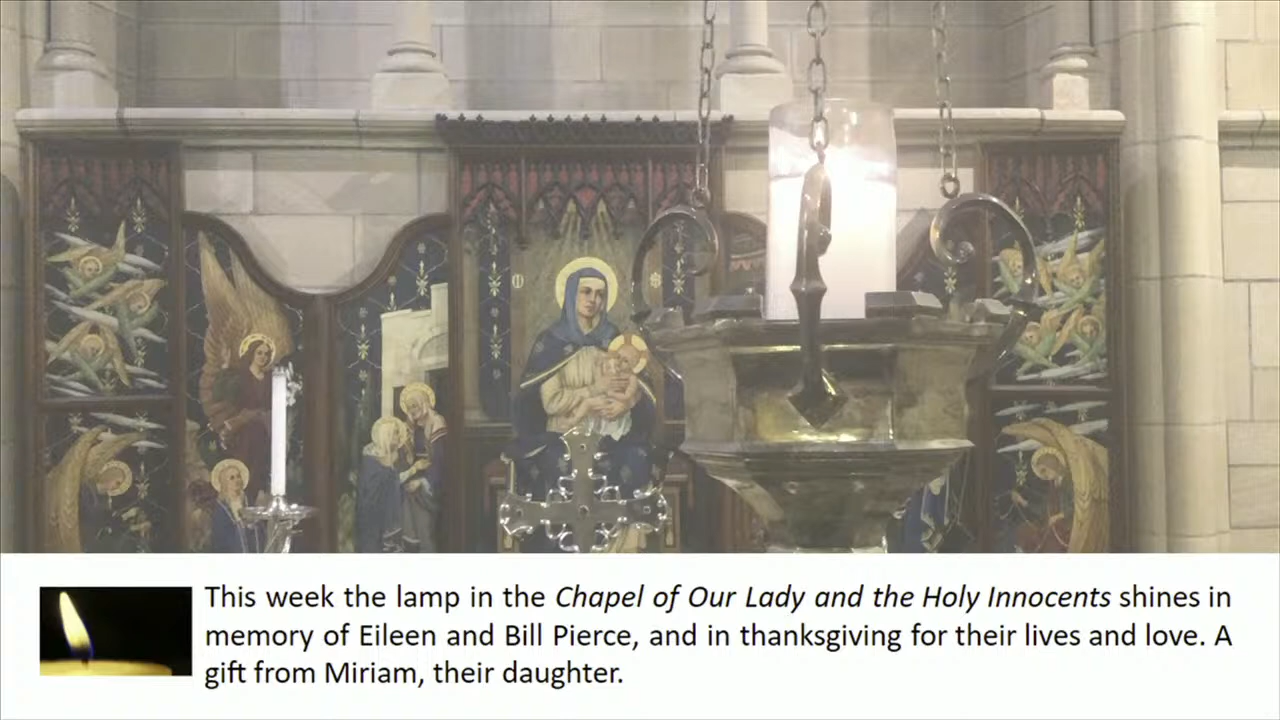 This week the lamp in the Chapel of Our Lady and the Holy Innocents shines in
memory of Eileen and Bill Pierce, and in thanksgiving for their lives and love. A
gift from Miriam, their daughter.